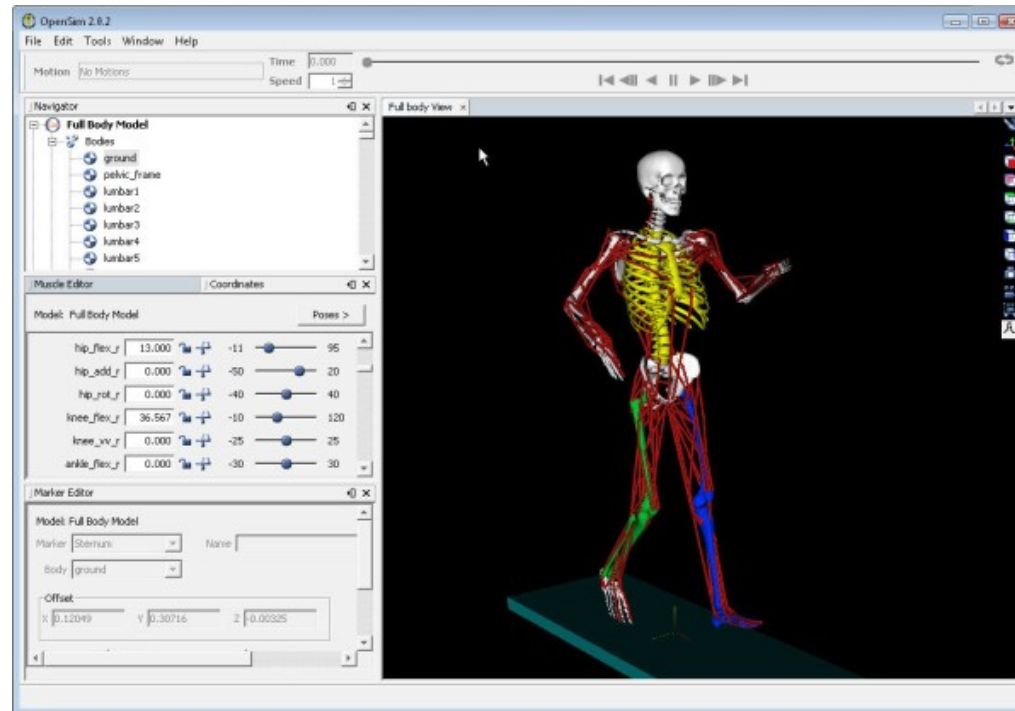 OpenSim 2.0.2
File Edit Tools Window Help
Motion No Motions Time 0.000
Speed 1
Navigator
Full Body Model
Bodies
ground
pelvic_frame
lumbar1
lumbar2
lumbar3
lumbar4
lumbar5
Muscle Editor Coordinates
Model: Full Body Model Poses >
hip_flex_r 13.000 -11 95
hip_add_r 0.000 -50 20
hip_rot_r 0.000 -40 40
knee_flex_r 36.567 -10 120
knee_vv_r 0.000 -25 25
ankle_flex_r 0.000 -30 30
Marker Editor
Model: Full Body Model
Marker Sternum Name
Body ground
Offset
X 0.12049 Y 0.30716 Z -0.00325
Full body View